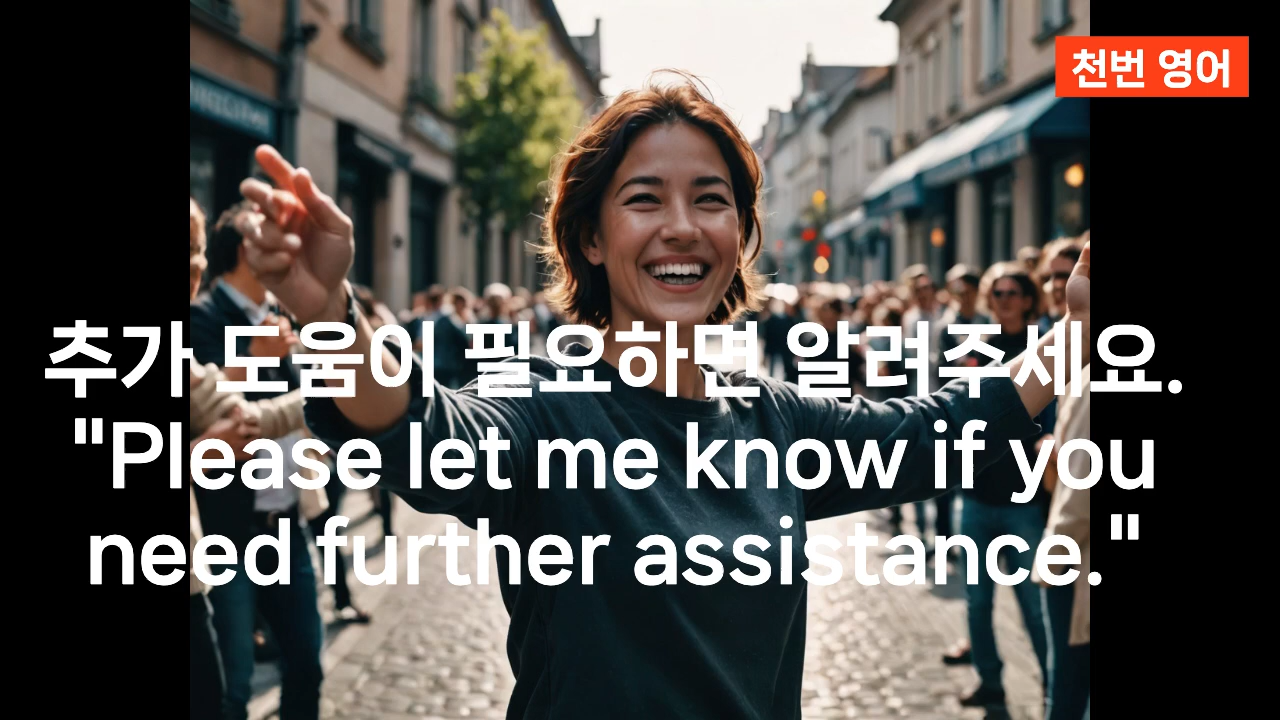 천번 영어
추가 도움이 필요하면 알려주세요.
"Please let me know if you
need further assistance."